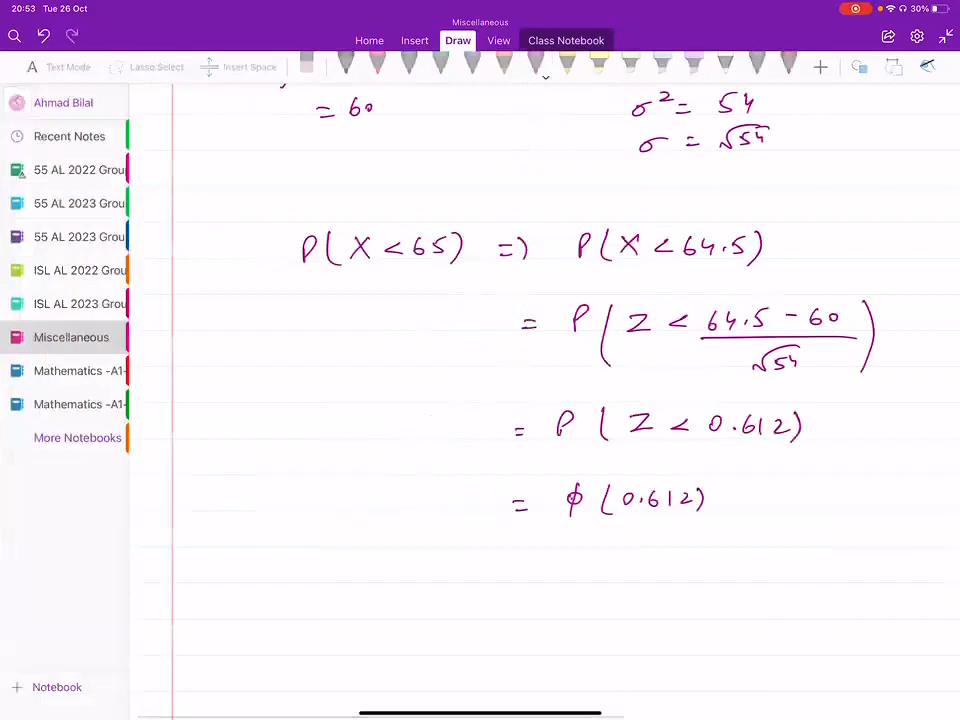 20:53 Tue 26 Oct
30%
Miscellaneous
Home Insert Draw View Class Notebook
A Text Mode Lasso Select Insert Space
Ahmad Bilal
Recent Notes
55 AL 2022 Grou
55 AL 2023 Grou
55 AL 2023 Grou
ISL AL 2022 Grou
ISL AL 2023 Grou
Miscellaneous
Mathematics -A1-
Mathematics -A1-
More Notebooks
+ Notebook
= 60
σ² = 54
σ = √54
P(X < 65) => P(X < 64.5)
= P(Z < (64.5 - 60)/√54)
= P(Z < 0.612)
= ϕ(0.612)